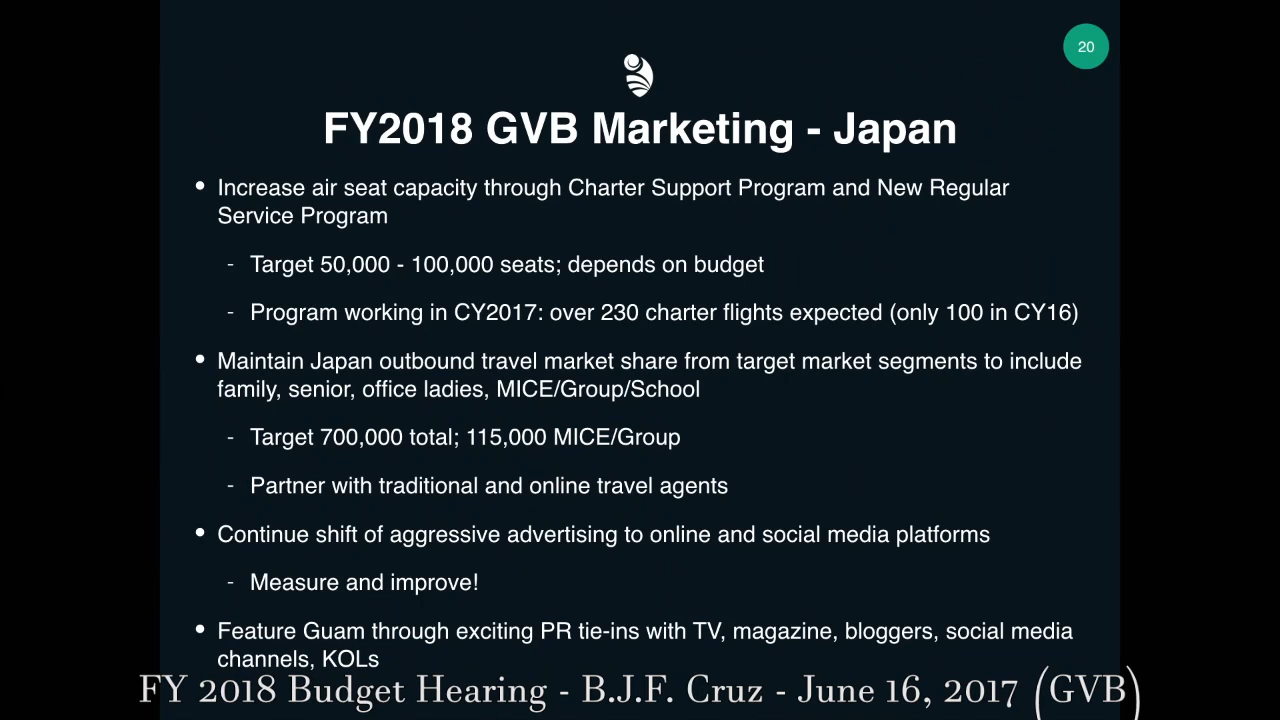 20
FY2018 GVB Marketing - Japan
• Increase air seat capacity through Charter Support Program and New Regular
Service Program
- Target 50,000 - 100,000 seats; depends on budget
- Program working in CY2017: over 230 charter flights expected (only 100 in CY16)
• Maintain Japan outbound travel market share from target market segments to include
family, senior, office ladies, MICE/Group/School
- Target 700,000 total; 115,000 MICE/Group
- Partner with traditional and online travel agents
• Continue shift of aggressive advertising to online and social media platforms
- Measure and improve!
• Feature Guam through exciting PR tie-ins with TV, magazine, bloggers, social media
channels, KOLs
FY 2018 Budget Hearing - B.J.F. Cruz - June 16, 2017 (GVB)